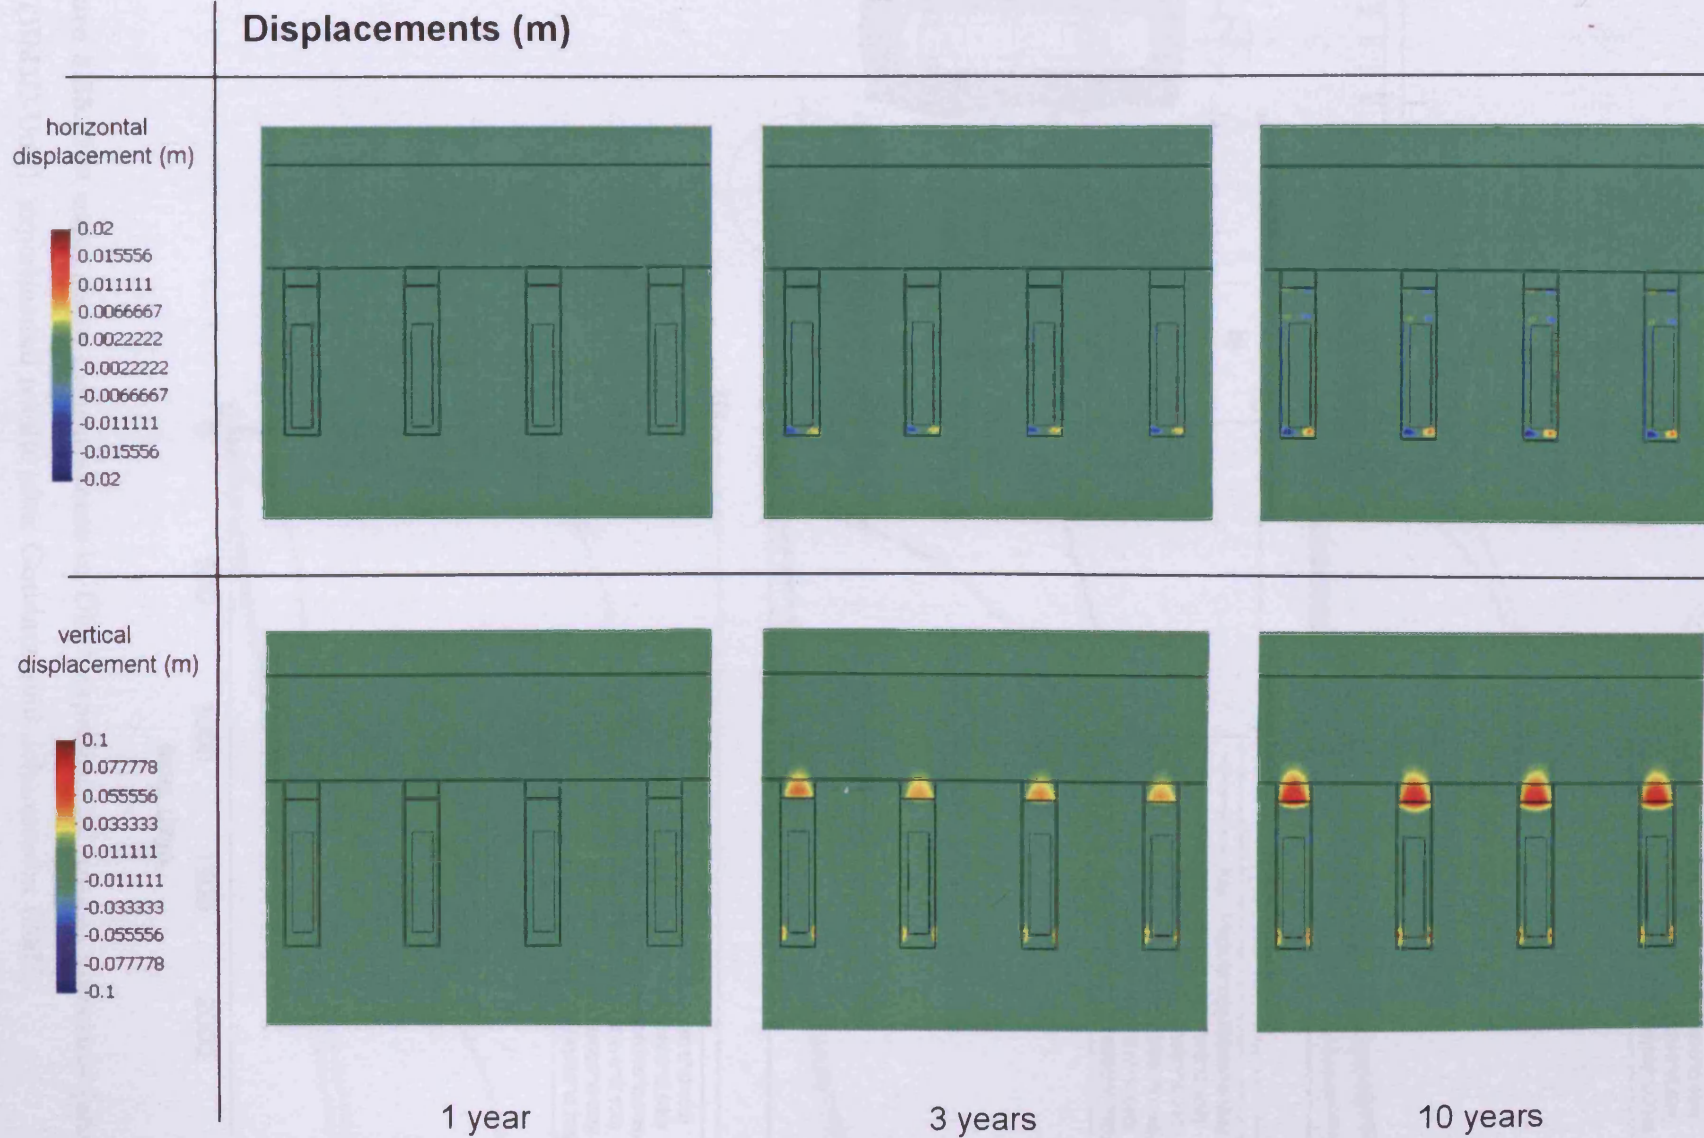 Displacements (m)
horizontal
displacement (m)
0.02
0.015556
0.011111
0.0066667
0.0022222
-0.0022222
-0.0066667
-0.011111
-0.015556
-0.02
vertical
displacement (m)
0.1
0.077778
0.055556
0.033333
0.011111
-0.011111
-0.033333
-0.055556
-0.077778
-0.1
1 year
3 years
10 years